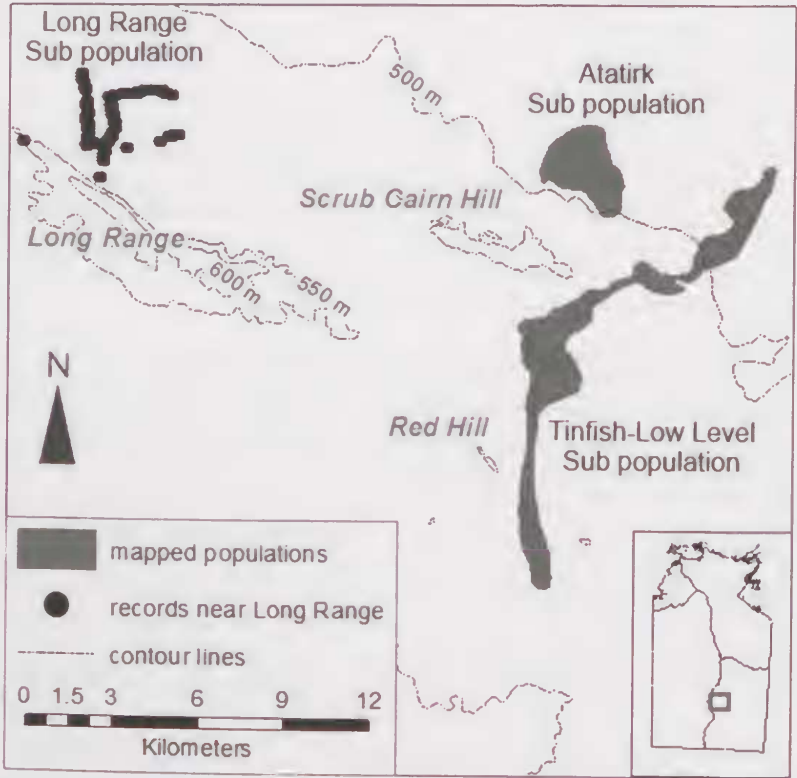 Long Range
Sub population
500 m
Atatirk
Sub population
Scrub Cairn Hill
Long Range
600 m
550 m
N
Red Hill
Tinfish-Low Level
Sub population
mapped populations
records near Long Range
contour lines
0 1.5 3 6 9 12
Kilometers